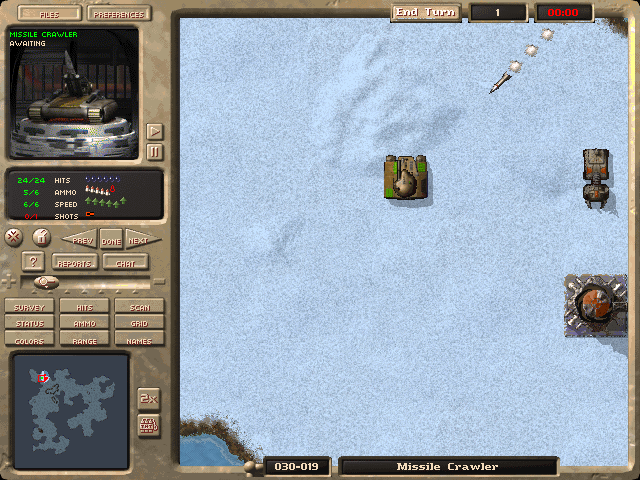 FILES PREFERENCES
End Turn 1 00:00
MISSILE CRAWLER
AWAITING
24/24 HITS
5/6 AMMO
6/6 SPEED
0/1 SHOTS
PREV DONE NEXT
? REPORTS CHAT
SURVEY HITS SCAN
STATUS AMMO GRID
COLORS RANGE NAMES
2x
030-019 Missile Crawler